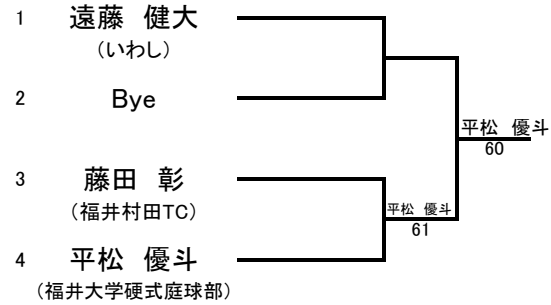 1 遠藤 健大
(いわし)
2 Bye
平松 優斗
60
3 藤田 彰
(福井村田TC)
平松 優斗
61
4 平松 優斗
(福井大学硬式庭球部)